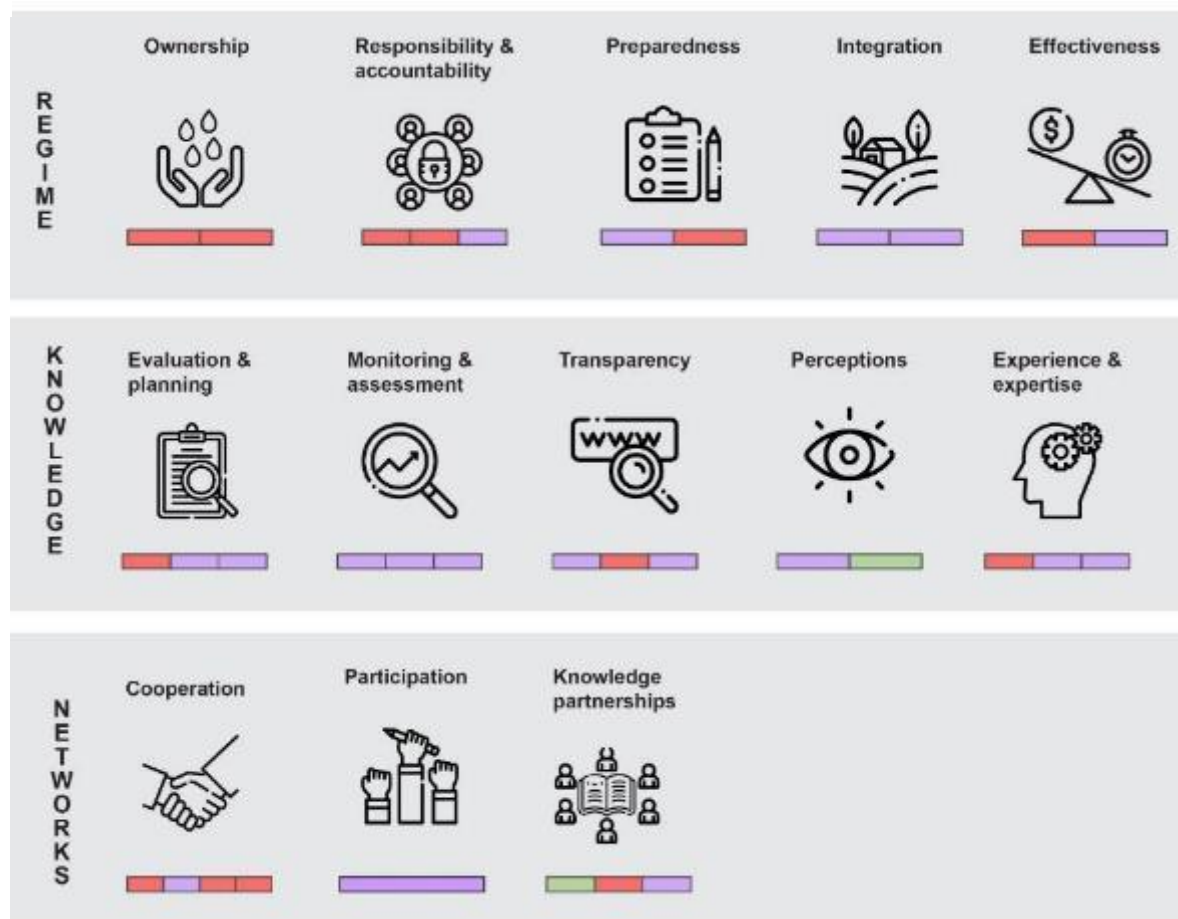 REGIME
Ownership
Responsibility &
accountability
Preparedness
Integration
Effectiveness
$
KNOWLEDGE
Evaluation &
planning
Monitoring &
assessment
Transparency
www
Perceptions
Experience &
expertise
NETWORKS
Cooperation
Participation
Knowledge
partnerships